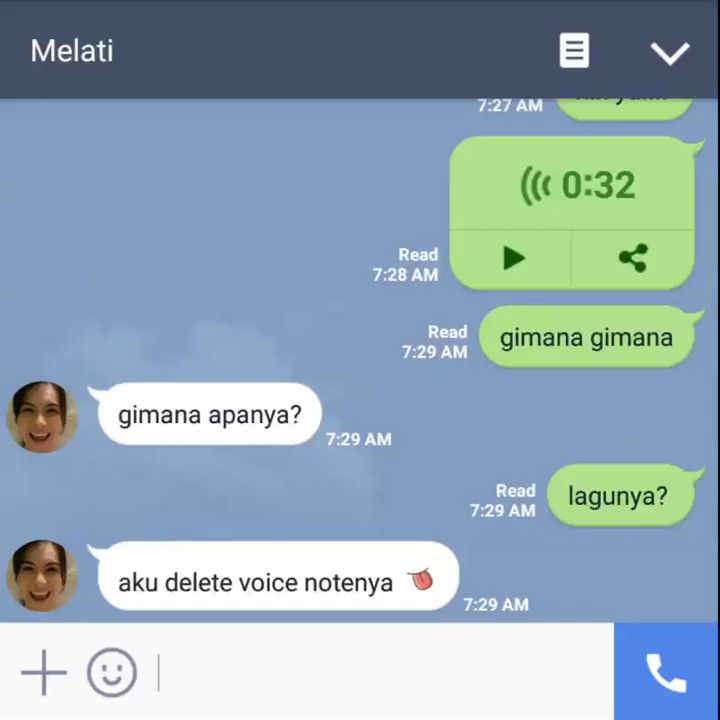 Melati
7:27 AM
0:32
Read
7:28 AM
Read
7:29 AM
gimana gimana
gimana apanya?
7:29 AM
Read
7:29 AM
lagunya?
aku delete voice notenya
7:29 AM